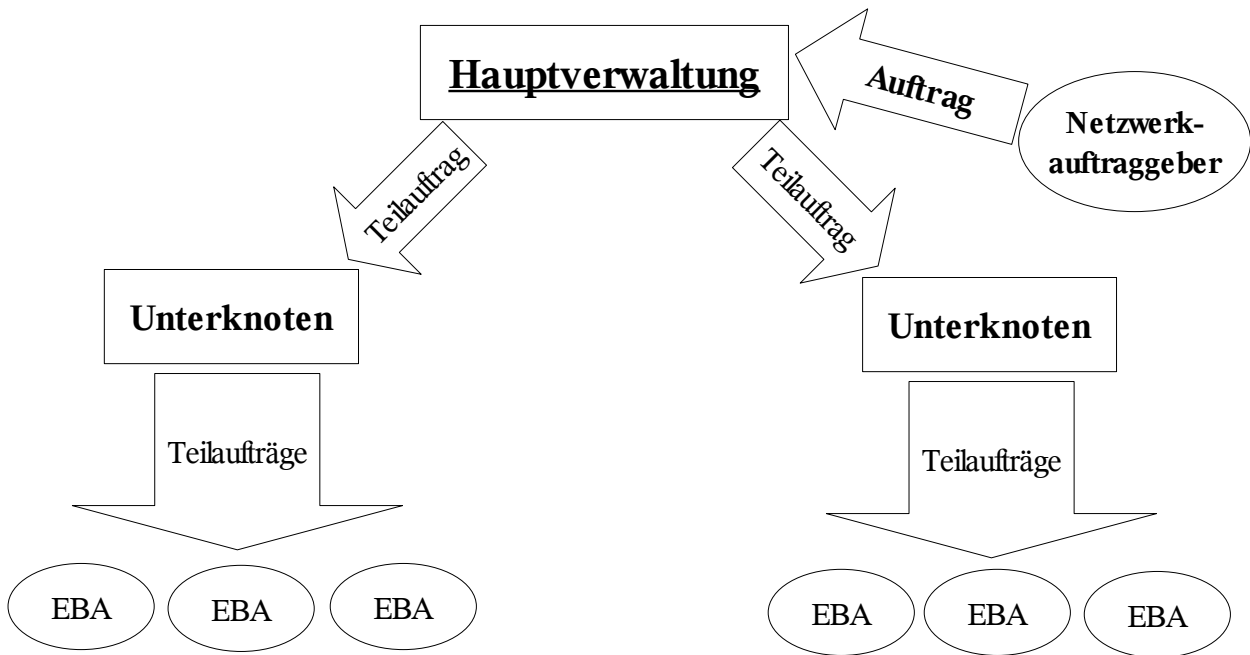 Hauptverwaltung
Auftrag
Netzwerk-
auftraggeber
Teilauftrag
Teilauftrag
Unterknoten
Unterknoten
Teilaufträge
Teilaufträge
EBA
EBA
EBA
EBA
EBA
EBA